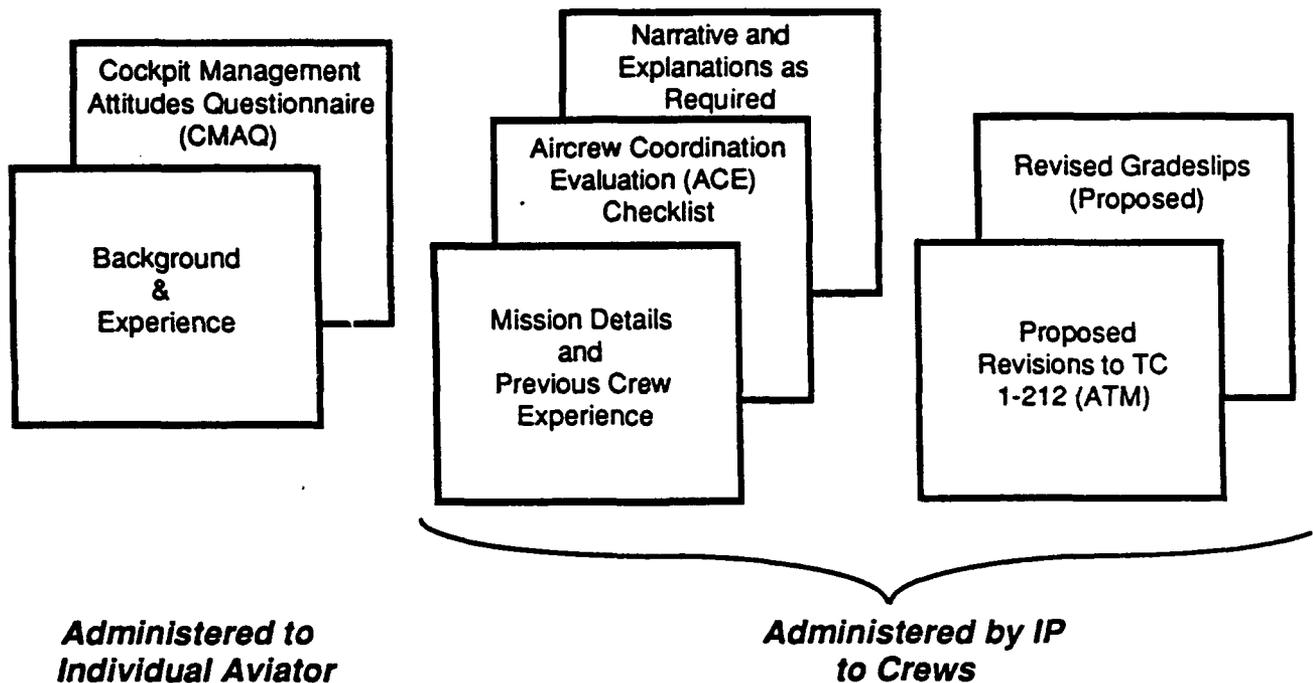 Cockpit Management
Attitudes Questionnaire
(CMAQ)
Background
&
Experience
Narrative and
Explanations as
Required
Aircrew Coordination
Evaluation (ACE)
Checklist
Mission Details
and
Previous Crew
Experience
Revised Gradeslips
(Proposed)
Proposed
Revisions to TC
1-212 (ATM)
Administered to
Individual Aviator
Administered by IP
to Crews